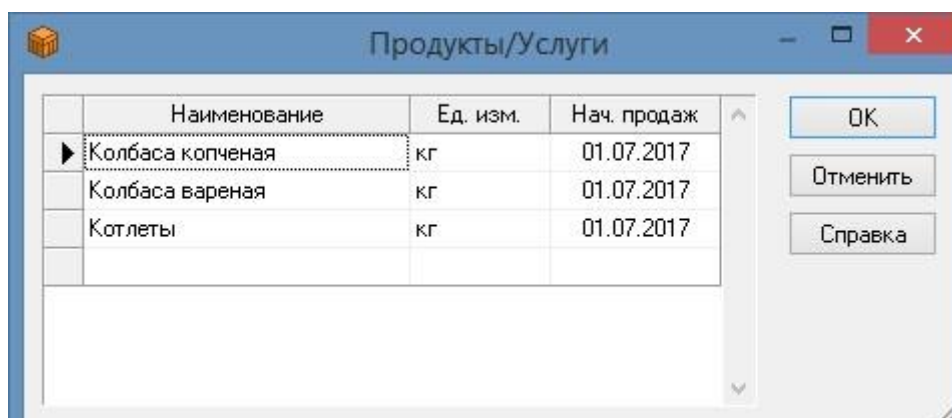 Продукты/Услуги
Наименование Ед. изм. Нач. продаж
Колбаса копченая кг 01.07.2017
Колбаса вареная кг 01.07.2017
Котлеты кг 01.07.2017
OK
Отменить
Справка